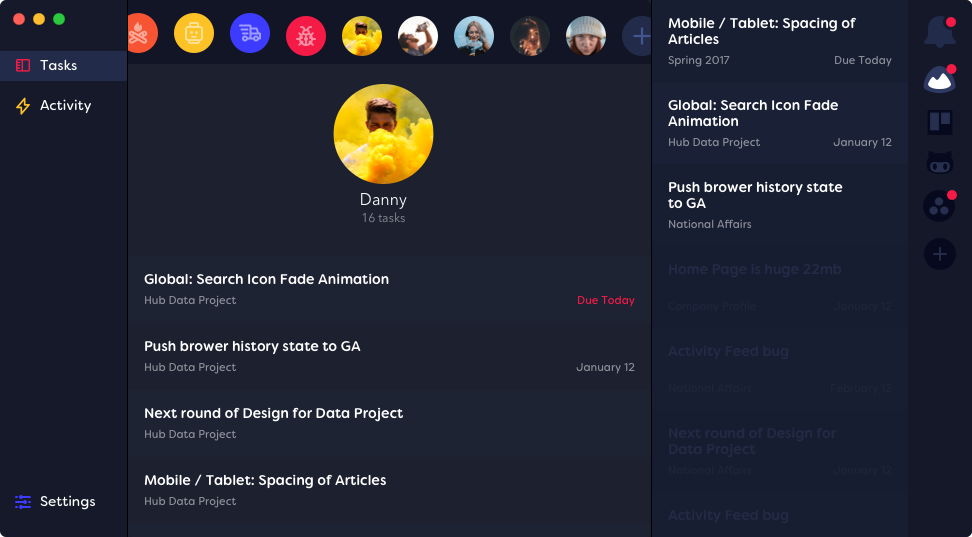 Tasks
Activity
Settings
Danny
16 tasks
Global: Search Icon Fade Animation
Hub Data Project
Due Today
Push brower history state to GA
Hub Data Project
January 12
Next round of Design for Data Project
Hub Data Project
Mobile / Tablet: Spacing of Articles
Hub Data Project
Mobile / Tablet: Spacing of
Articles
Spring 2017
Due Today
Global: Search Icon Fade
Animation
Hub Data Project
January 12
Push brower history state
to GA
National Affairs
Home Page is huge 22mb
Company Profile
January 12
Activity Feed bug
National Affairs
February 12
Next round of Design for
Data Project
National Affairs
January 12
Activity Feed bug